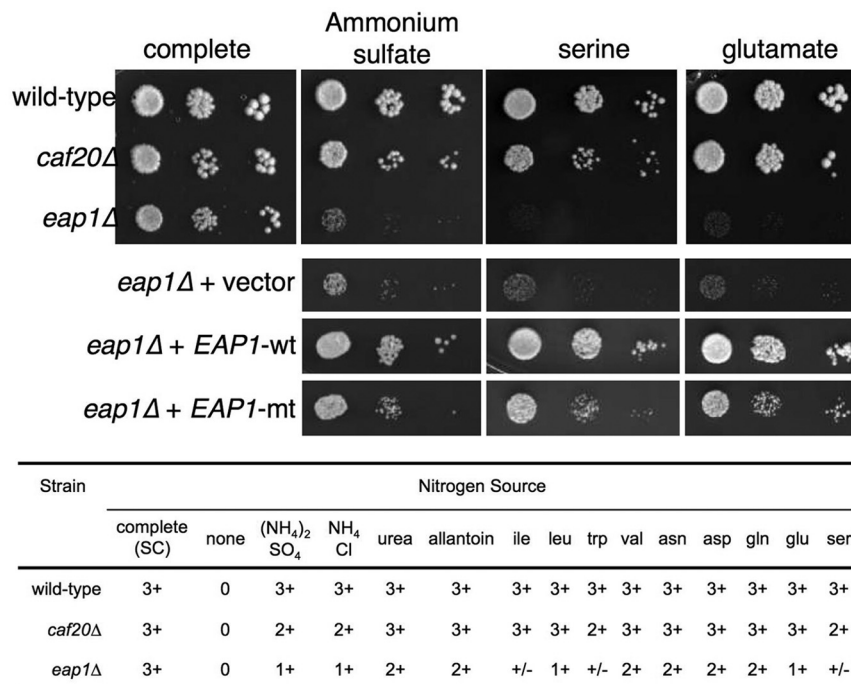 complete Ammonium sulfate serine glutamate
wild-type
caf20Δ
eap1Δ
eap1Δ + vector
eap1Δ + EAP1-wt
eap1Δ + EAP1-mt
Strain Nitrogen Source
complete (SC) none (NH₄)₂ SO₄ NH₄ Cl urea allantoin ile leu trp val asn asp gln glu ser
wild-type 3+ 0 3+ 3+ 3+ 3+ 3+ 3+ 3+ 3+ 3+ 3+ 3+ 3+ 3+
caf20Δ 3+ 0 2+ 2+ 3+ 3+ 3+ 3+ 2+ 3+ 3+ 3+ 3+ 3+ 2+
eap1Δ 3+ 0 1+ 1+ 2+ 2+ +/- 1+ +/- 2+ 2+ 2+ 2+ 1+ +/-